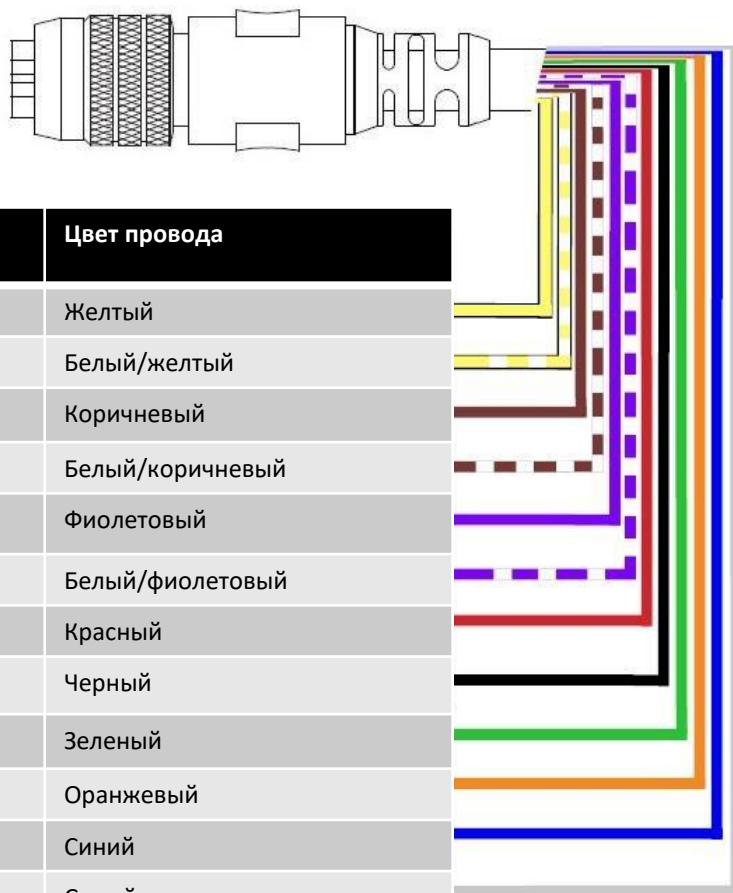 Цвет провода
Желтый
Белый/желтый
Коричневый
Белый/коричневый
Фиолетовый
Белый/фиолетовый
Красный
Черный
Зеленый
Оранжевый
Синий